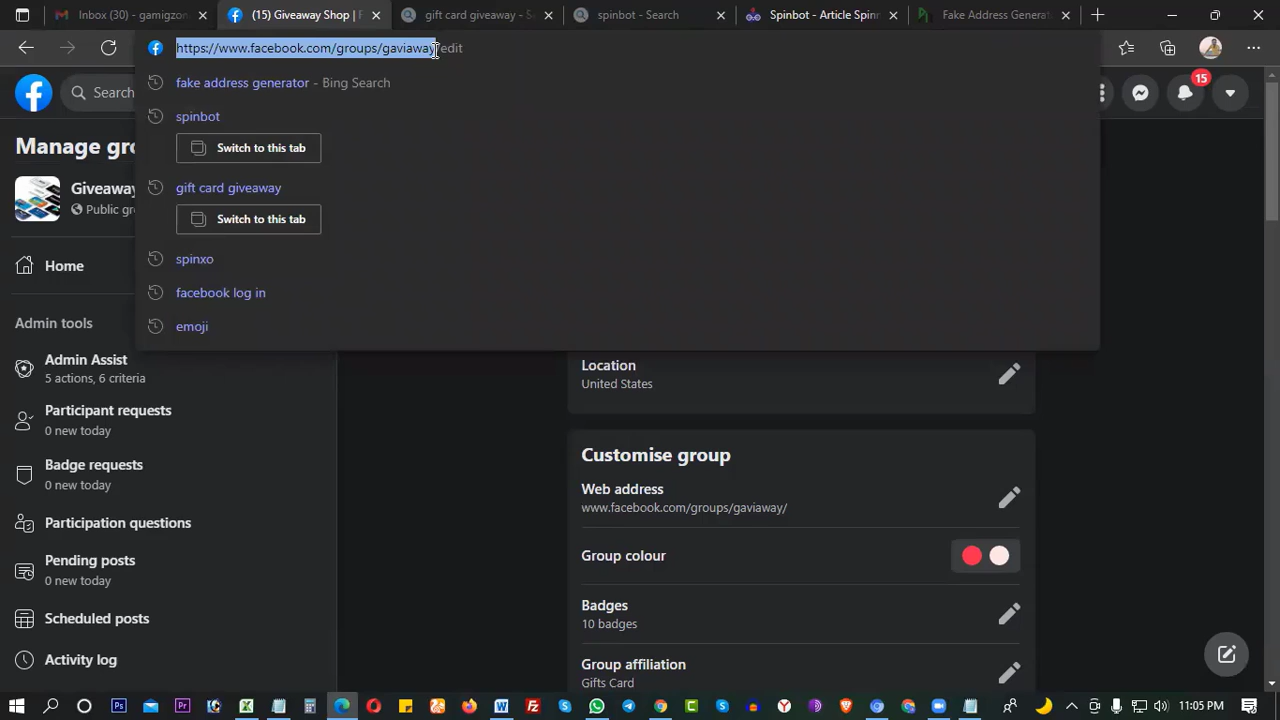 Inbox (30) - gamigzon
(15) Giveaway Shop | F
gift card giveaway - S
spinbot - Search
Spinbot - Article Spinn
Fake Address Generat
https://www.facebook.com/groups/gaviaway/edit
fake address generator - Bing Search
spinbot
Switch to this tab
gift card giveaway
Switch to this tab
spinxo
facebook log in
emoji
Search
15
Manage gro
Giveaway
Public gr
Home
Admin tools
Admin Assist
5 actions, 6 criteria
Participant requests
0 new today
Badge requests
0 new today
Participation questions
Pending posts
0 new today
Scheduled posts
Activity log
Location
United States
Customise group
Web address
www.facebook.com/groups/gaviaway/
Group colour
Badges
10 badges
Group affiliation
Gifts Card
11:05 PM